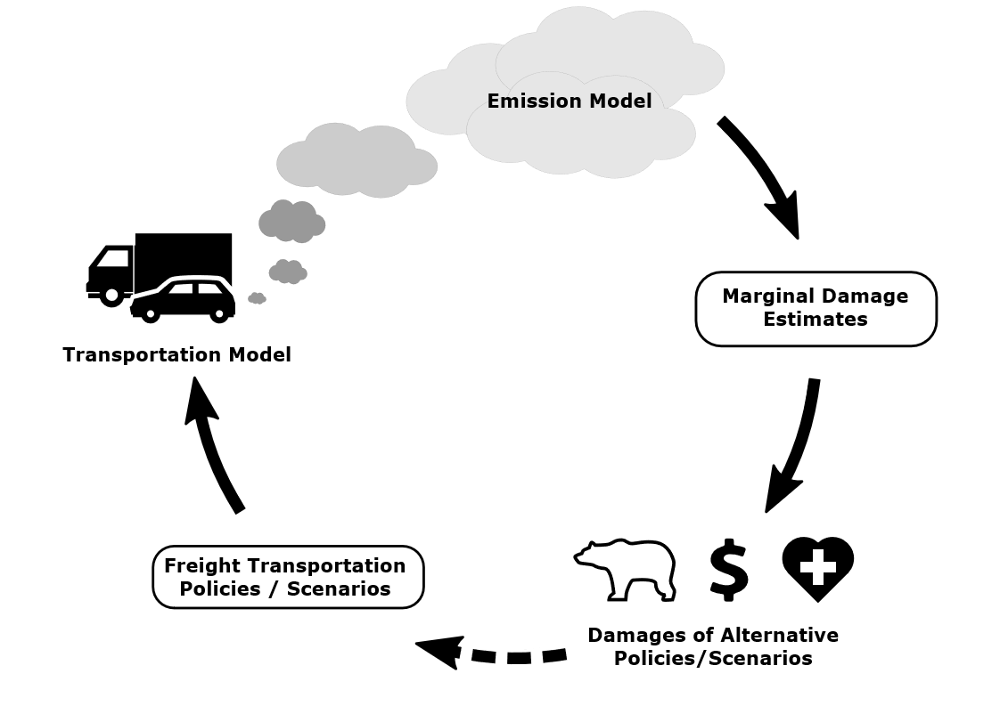 Emission Model
Marginal Damage
Estimates
Transportation Model
Freight Transportation
Policies / Scenarios
$
Damages of Alternative
Policies/Scenarios